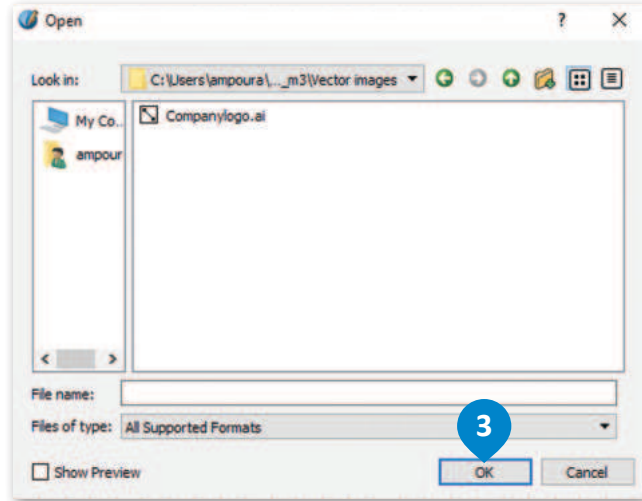 Open
?
Look in: C:\Users\ampoura\..._m3\Vector images
My Co..
ampour
Companylogo.ai
File name:
Files of type: All Supported Formats
3
Show Preview
OK
Cancel